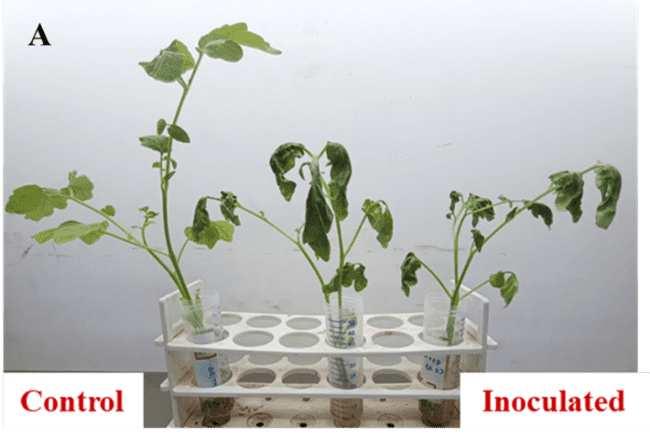 A
Control
Inoculated